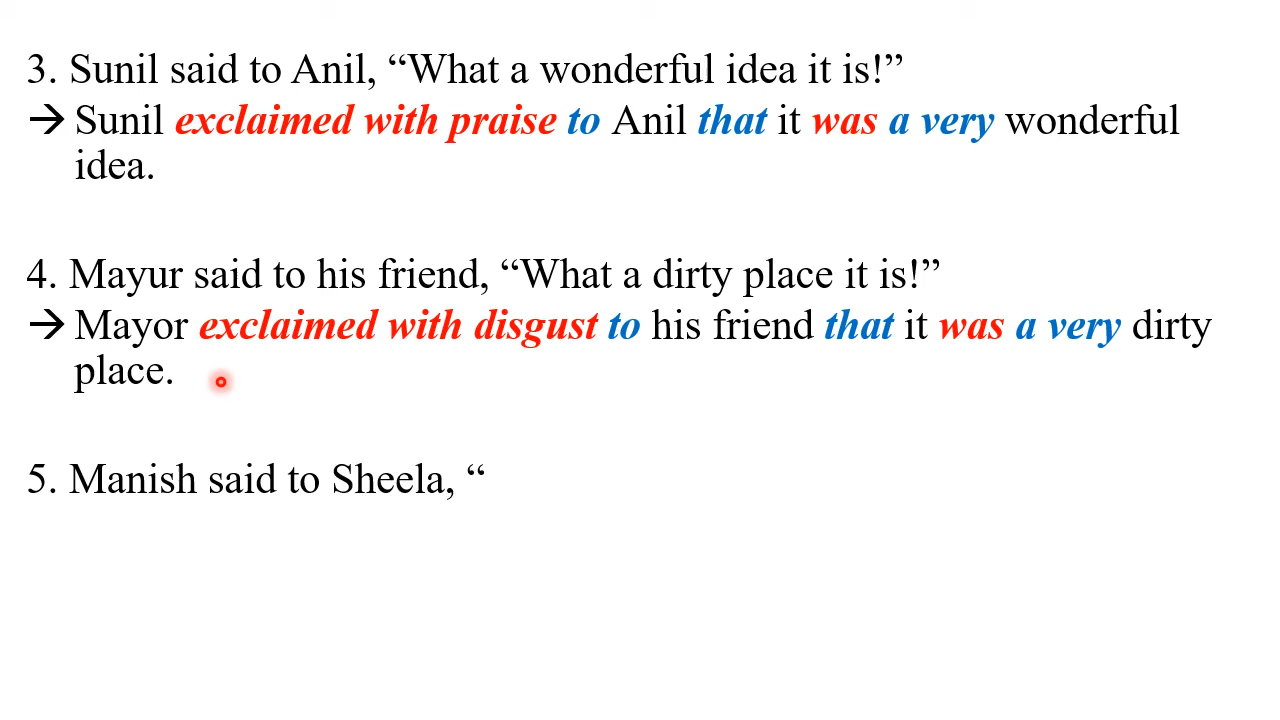 3. Sunil said to Anil, “What a wonderful idea it is!”
→ Sunil exclaimed with praise to Anil that it was a very wonderful
idea.
4. Mayur said to his friend, “What a dirty place it is!”
→ Mayor exclaimed with disgust to his friend that it was a very dirty
place.
5. Manish said to Sheela, “